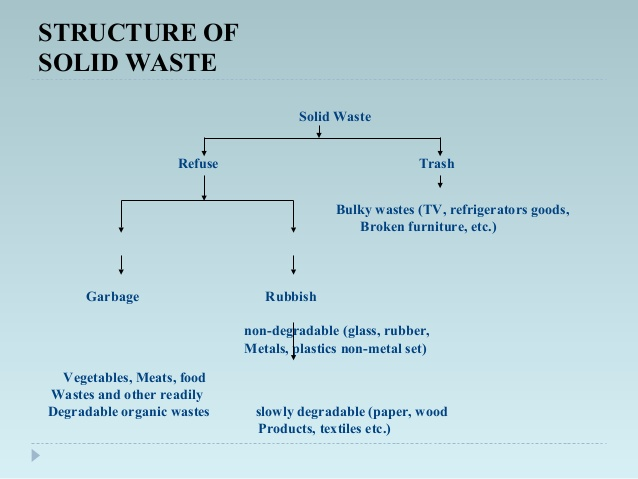 STRUCTURE OF
SOLID WASTE
Solid Waste
Refuse
Trash
Bulky wastes (TV, refrigerators goods,
Broken furniture, etc.)
Garbage
Rubbish
non-degradable (glass, rubber,
Metals, plastics non-metal set)
Vegetables, Meats, food
Wastes and other readily
Degradable organic wastes
slowly degradable (paper, wood
Products, textiles etc.)